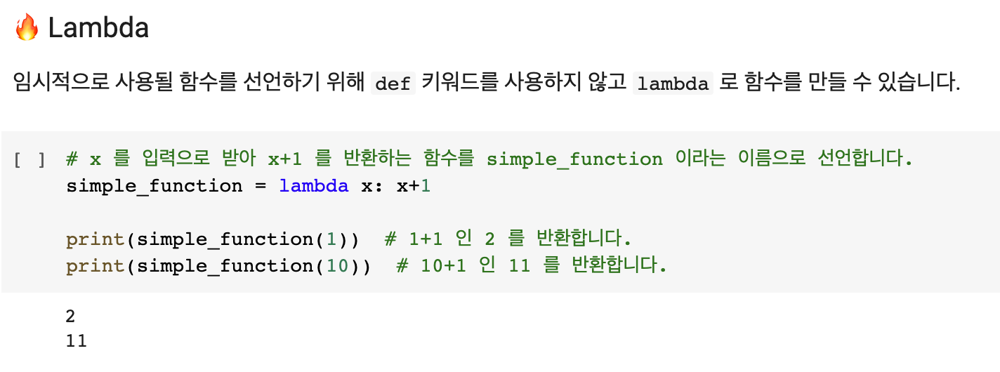 🔥 Lambda
임시적으로 사용될 함수를 선언하기 위해 def 키워드를 사용하지 않고 lambda 로 함수를 만들 수 있습니다.
[ ] # x 를 입력으로 받아 x+1 를 반환하는 함수를 simple_function 이라는 이름으로 선언합니다.
simple_function = lambda x: x+1
print(simple_function(1))  # 1+1 인 2 를 반환합니다.
print(simple_function(10))  # 10+1 인 11 를 반환합니다.
2
11